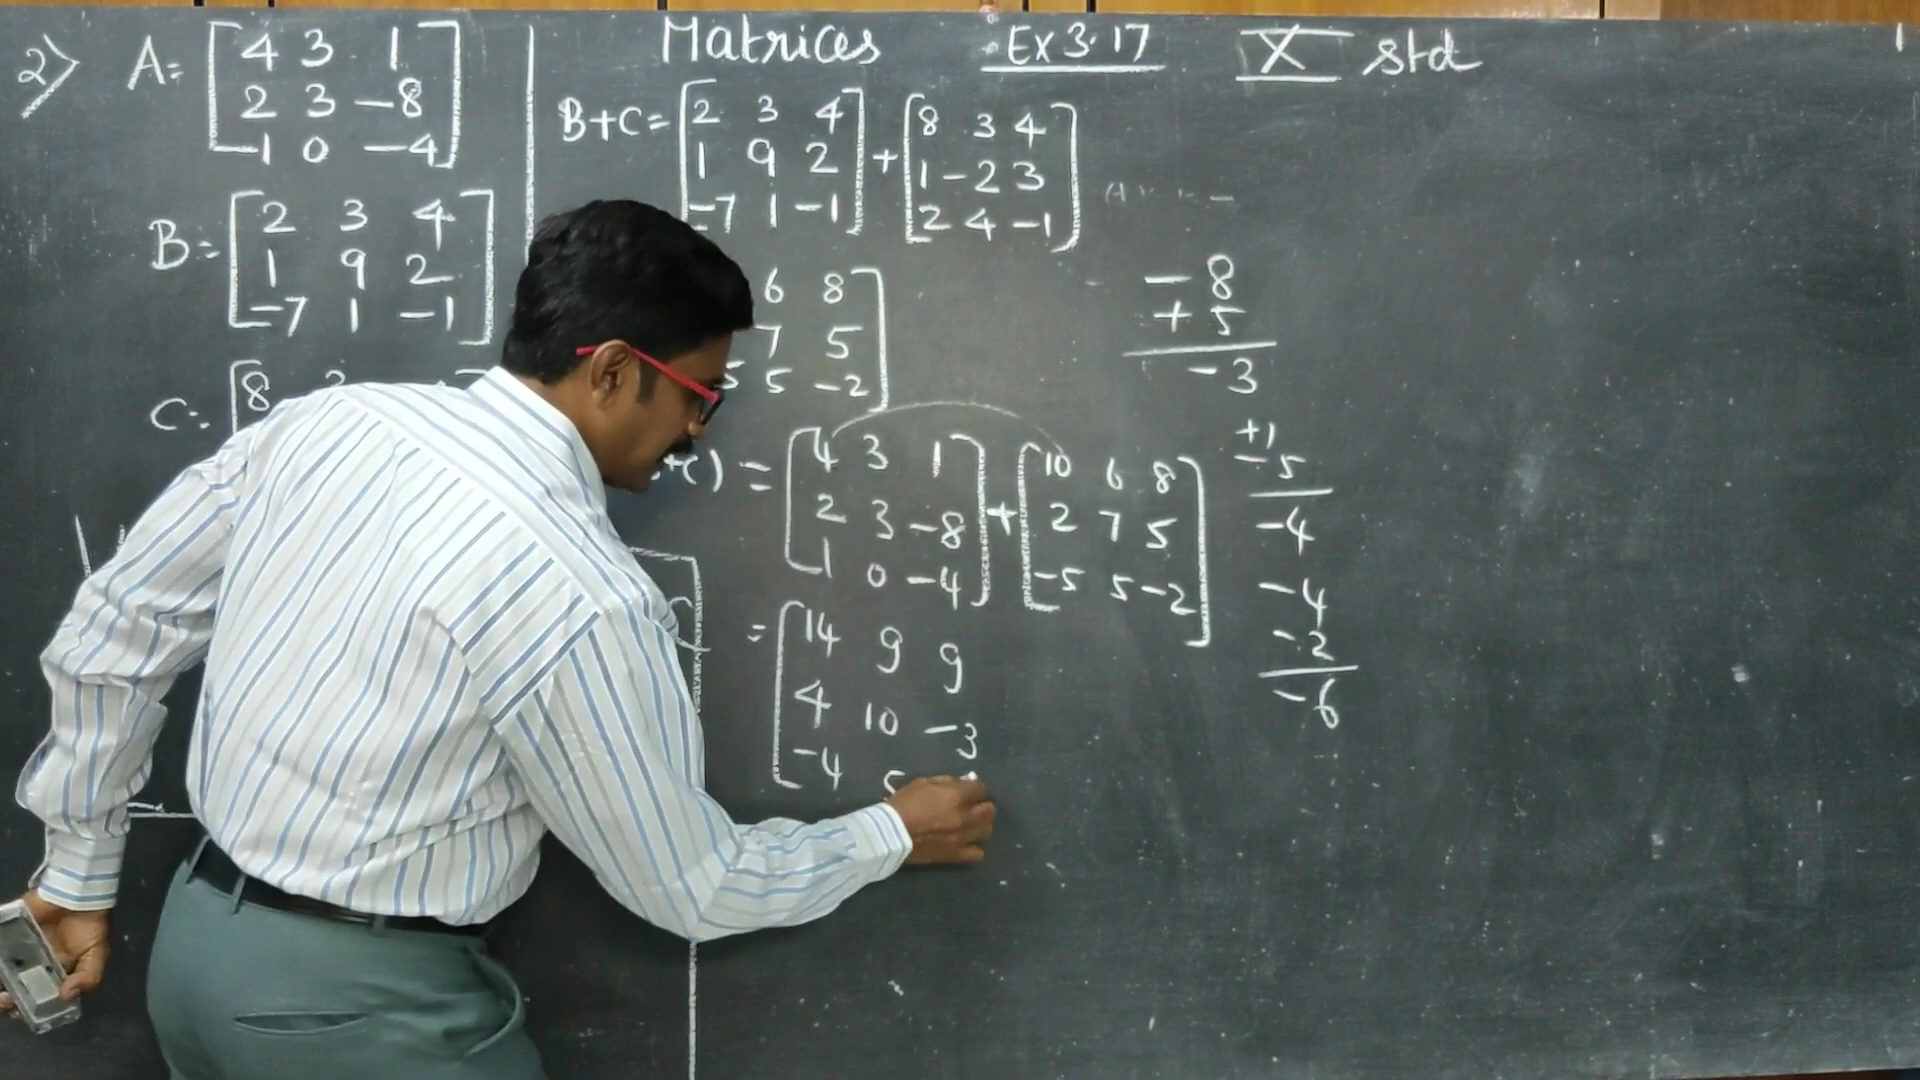 Matrices Ex 3.17 X std
2) A= 4 3 1
2 3 -8
1 0 -4
B= 2 3 4
1 9 2
-7 1 -1
C= 8
B+C= 2 3 4 + 8 3 4
1 9 2 1 -2 3
-7 1 -1 2 4 -1
6 8
7 5
5 5 -2
+C) = 4 3 1 + 10 6 8
2 3 -8 2 7 5
1 0 -4 -5 5 -2
= 14 9 9
4 10 -3
-4 5
-8
+5
-3
+1
-5
-4
-4
-2
-6